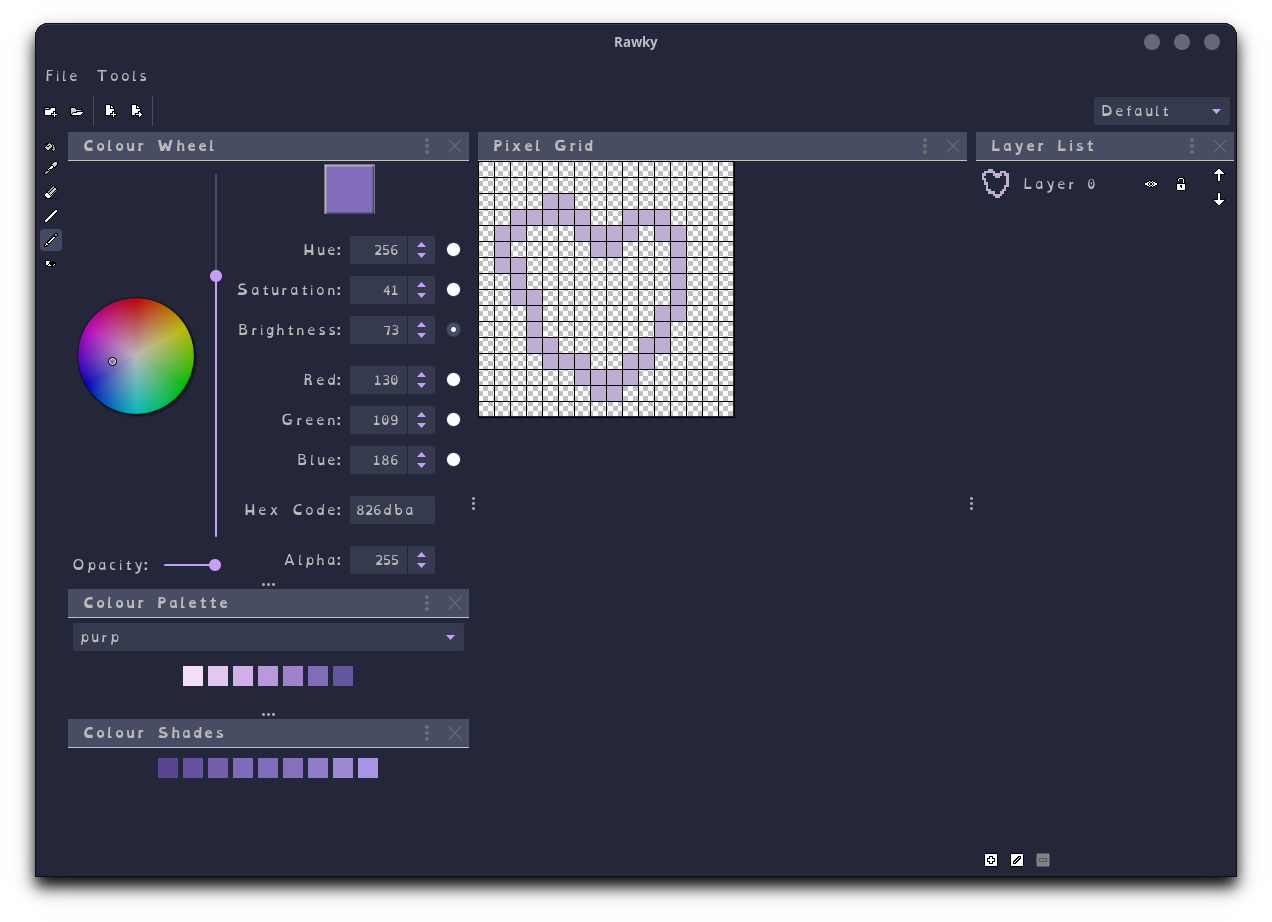 Rawky
File Tools
Default
Colour Wheel
Pixel Grid
Layer List
Layer 0
Hue: 256
Saturation: 41
Brightness: 73
Red: 130
Green: 109
Blue: 186
Hex Code: 826dba
Opacity:
Alpha: 255
Colour Palette
purp
Colour Shades